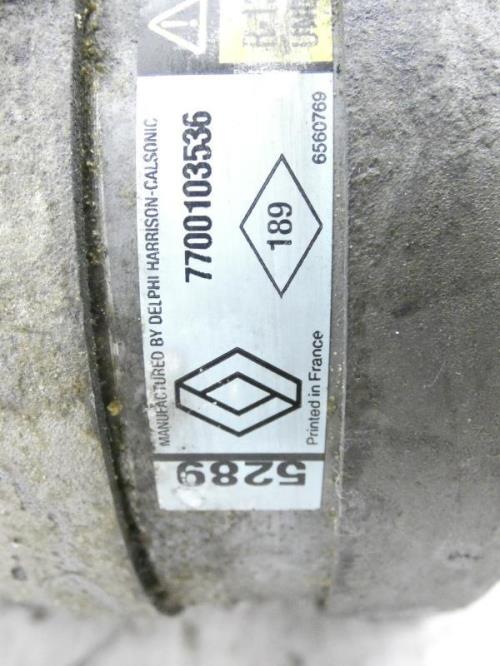 MANUFACTURED BY DELPHI HARRISON-CALSONIC
7700103536
189
6560769
Printed in France
5289